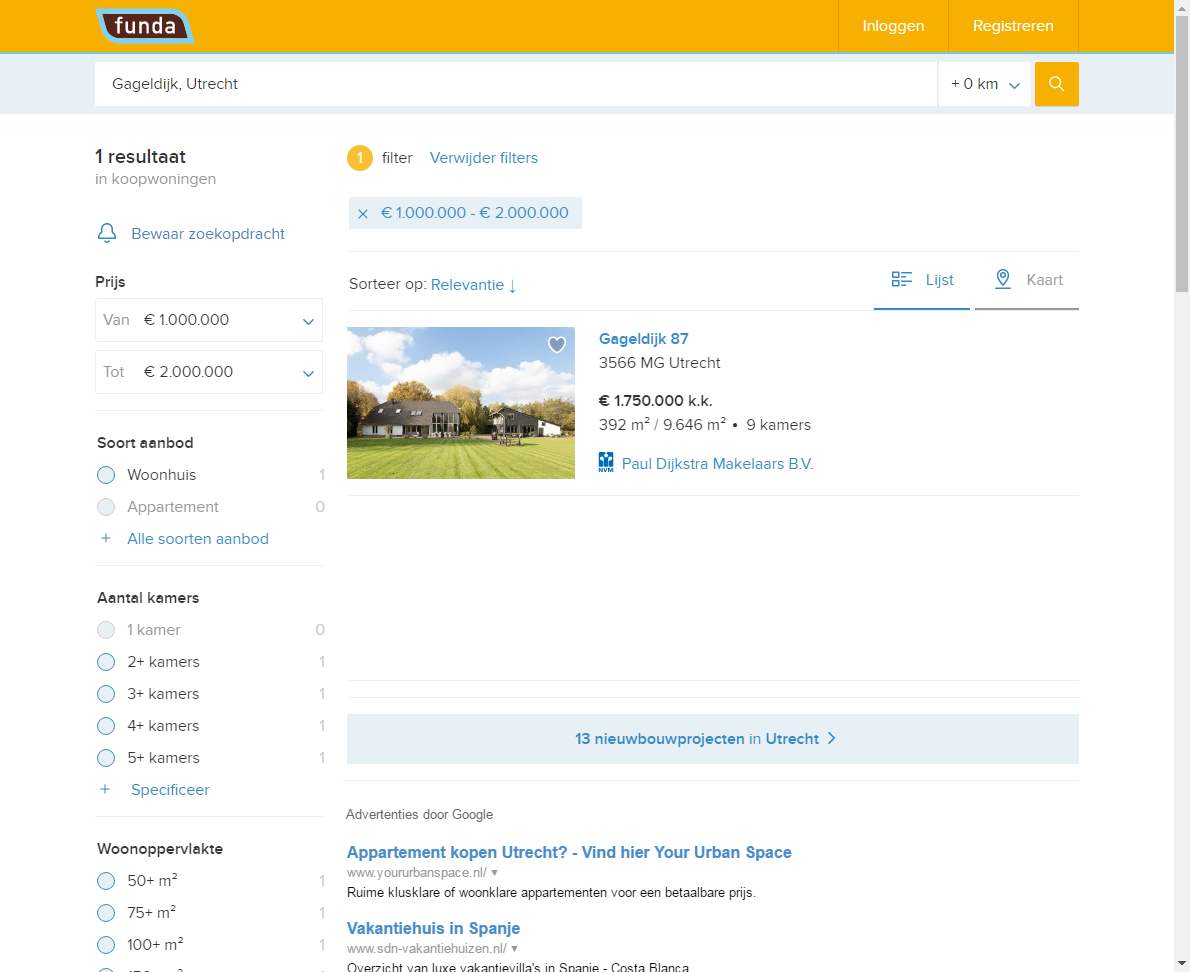 funda
Inloggen
Registreren
Gageldijk, Utrecht
+ 0 km
1 resultaat
in koopwoningen
Bewaar zoekopdracht
Prijs
Van € 1.000.000
Tot € 2.000.000
Soort aanbod
Woonhuis 1
Appartement 0
+ Alle soorten aanbod
Aantal kamers
1 kamer 0
2+ kamers 1
3+ kamers 1
4+ kamers 1
5+ kamers 1
+ Specificeer
Woonoppervlakte
50+ m² 1
75+ m² 1
100+ m² 1
1 filter Verwijder filters
× € 1.000.000 - € 2.000.000
Sorteer op: Relevantie ↓
Lijst
Kaart
Gageldijk 87
3566 MG Utrecht
€ 1.750.000 k.k.
392 m² / 9.646 m² • 9 kamers
NVM Paul Dijkstra Makelaars B.V.
13 nieuwbouwprojecten in Utrecht >
Advertenties door Google
Appartement kopen Utrecht? - Vind hier Your Urban Space
www.yoururbanspace.nl/ ▼
Ruime klusklare of woonklare appartementen voor een betaalbare prijs.
Vakantiehuis in Spanje
www.sdn-vakantiehuizen.nl/ ▼
Overzicht van luxe vakantievilla's in Spanje - Costa Blanca